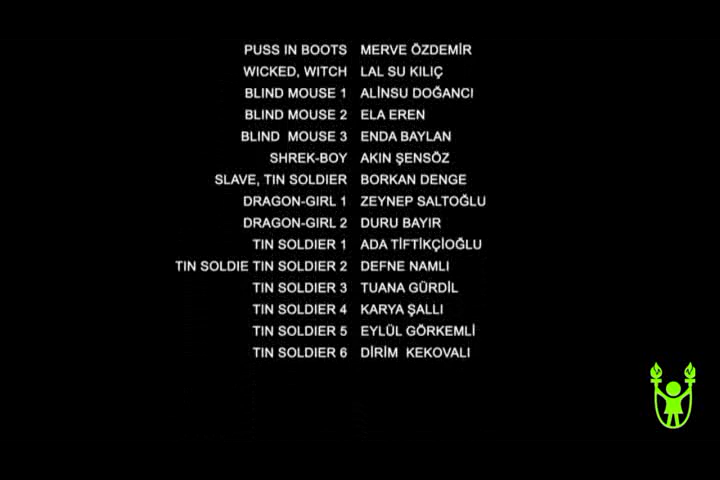 PUSS IN BOOTS MERVE ÖZDEMİR
WICKED, WITCH LAL SU KILIÇ
BLIND MOUSE 1 ALİNSU DOĞANCI
BLIND MOUSE 2 ELA EREN
BLIND  MOUSE 3 ENDA BAYLAN
SHREK-BOY AKIN ŞENSÖZ
SLAVE, TIN SOLDIER BORKAN DENGE
DRAGON-GIRL 1 ZEYNEP SALTOĞLU
DRAGON-GIRL 2 DURU BAYIR
TIN SOLDIER 1 ADA TİFTİKÇİOĞLU
TIN SOLDIE TIN SOLDIER 2 DEFNE NAMLI
TIN SOLDIER 3 TUANA GÜRDİL
TIN SOLDIER 4 KARYA ŞALLI
TIN SOLDIER 5 EYLÜL GÖRKEMLİ
TIN SOLDIER 6 DİRİM  KEKOVALI